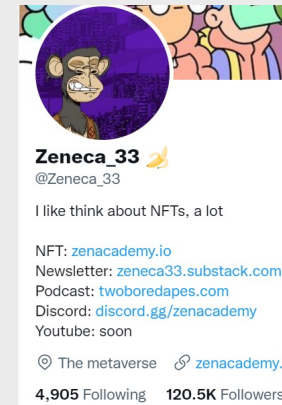 Zeneca_33 🍌
@Zeneca_33
I like think about NFTs, a lot
NFT: zenacademy.io
Newsletter: zeneca33.substack.com
Podcast: twoboredapes.com
Discord: discord.gg/zenacademy
Youtube: soon
The metaverse zenacademy.
4,905 Following 120.5K Followers